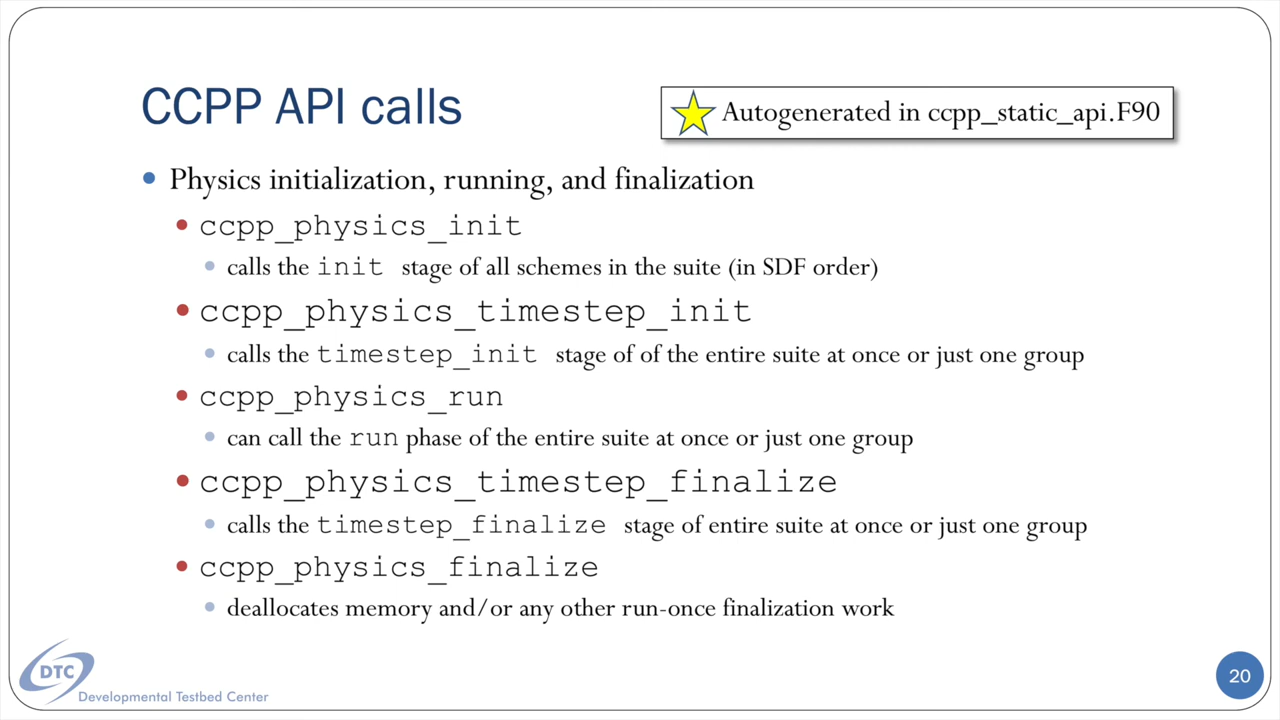 CCPP API calls
Autogenerated in ccpp_static_api.F90
Physics initialization, running, and finalization
ccpp_physics_init
calls the init stage of all schemes in the suite (in SDF order)
ccpp_physics_timestep_init
calls the timestep_init stage of of the entire suite at once or just one group
ccpp_physics_run
can call the run phase of the entire suite at once or just one group
ccpp_physics_timestep_finalize
calls the timestep_finalize stage of entire suite at once or just one group
ccpp_physics_finalize
deallocates memory and/or any other run-once finalization work
DTC
Developmental Testbed Center
20